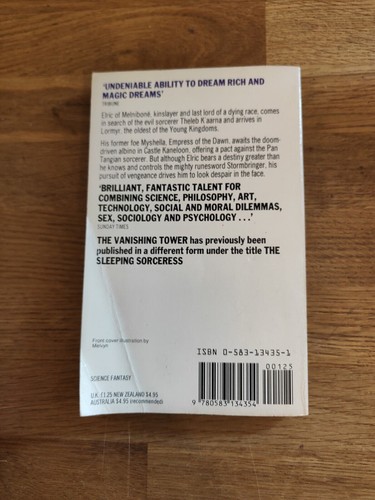 'UNDENIABLE ABILITY TO DREAM RICH AND
MAGIC DREAMS'
TRIBUNE
Elric of Melniboné, kinslayer and last lord of a dying race, comes
in search of the evil sorcerer Theleb K'aarna and arrives in
Lormyr, the oldest of the Young Kingdoms.
His former foe Myshella, Empress of the Dawn, awaits the doom-
driven albino in Castle Kaneloon, offering a pact against the Pan
Tangian sorcerer. But although Elric bears a destiny greater than
he knows and controls the mighty runesword Stormbringer, his
pursuit of vengeance drives him to look despair in the face.
'BRILLIANT, FANTASTIC TALENT FOR
COMBINING SCIENCE, PHILOSOPHY, ART,
TECHNOLOGY, SOCIAL AND MORAL DILEMMAS,
SEX, SOCIOLOGY AND PSYCHOLOGY . . .'
SUNDAY TIMES
THE VANISHING TOWER has previously been
published in a different form under the title THE
SLEEPING SORCERESS
Front cover illustration by
Melvyn
ISBN 0-583-13435-1
00125
SCIENCE FANTASY
U.K. £1.25 NEW ZEALAND $4.95
AUSTRALIA $4.95 (recommended)
9 780583 134354